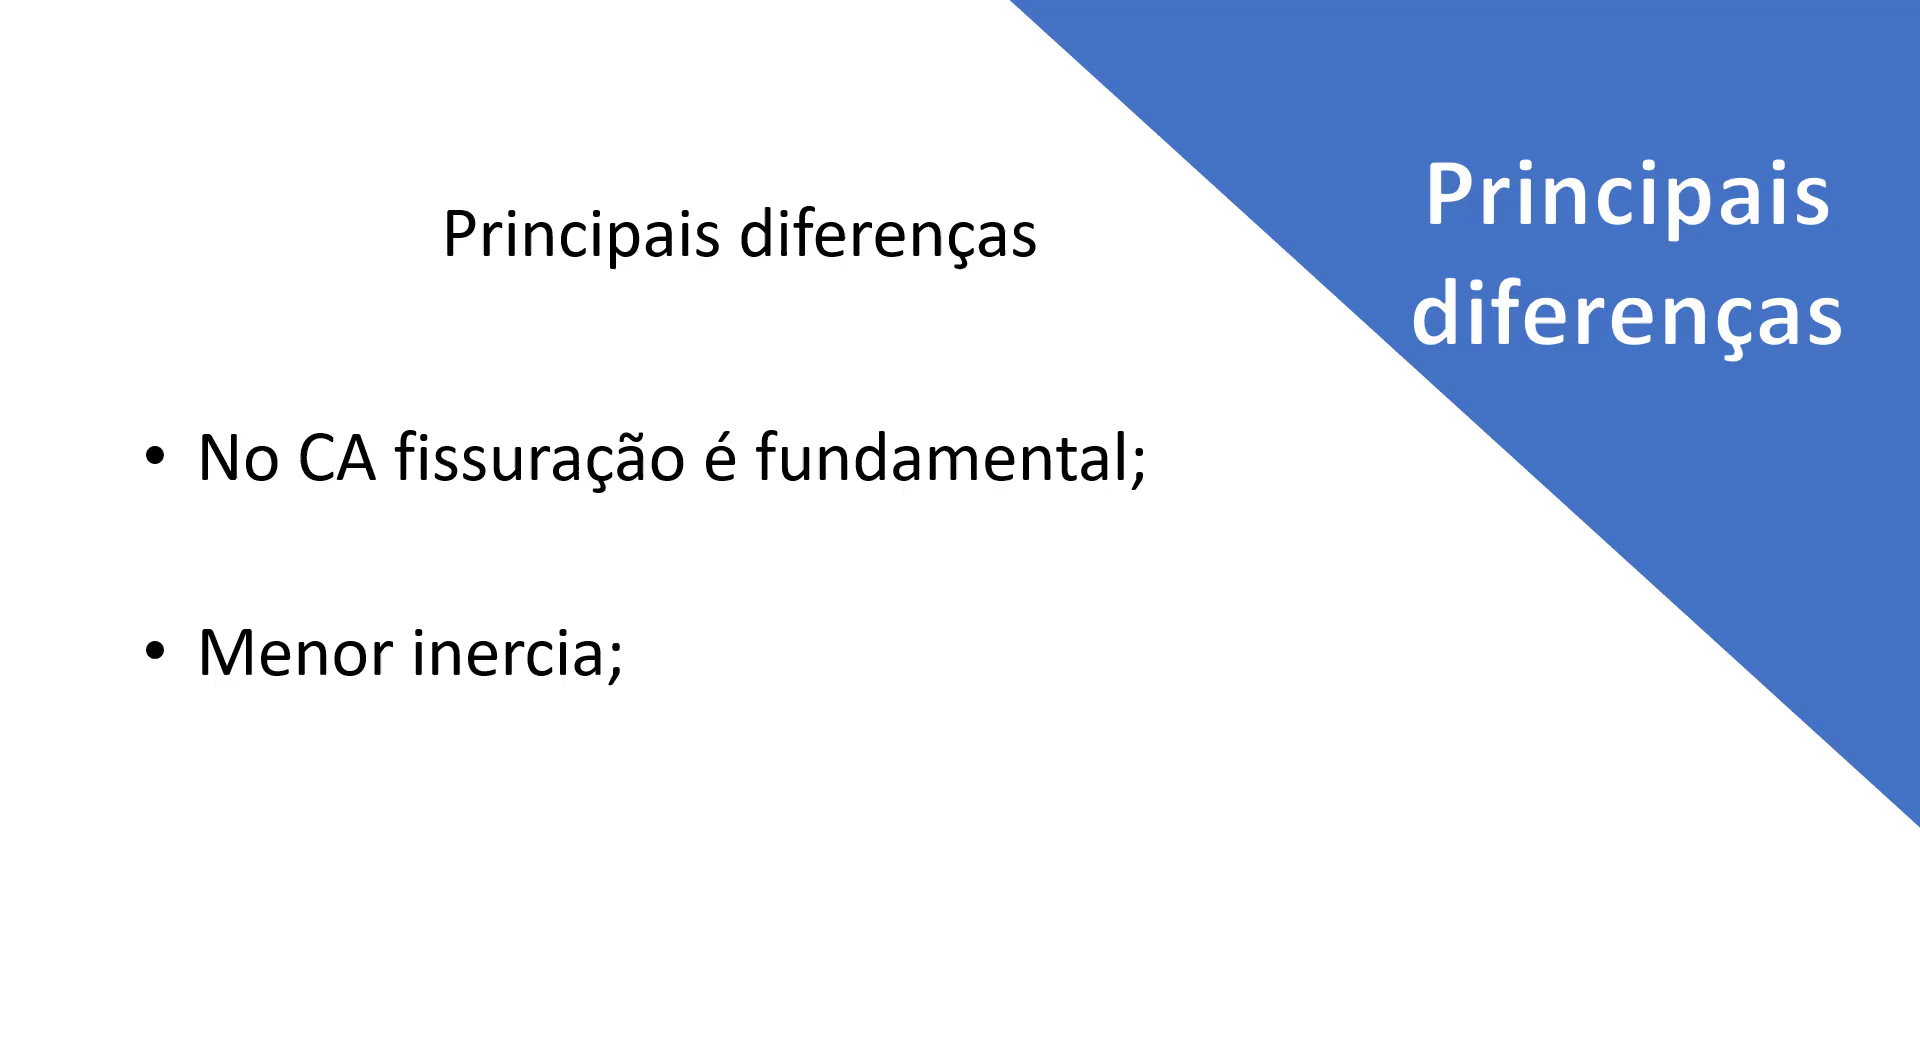 Principais
diferenças
Principais diferenças
• No CA fissuração é fundamental;
• Menor inercia;